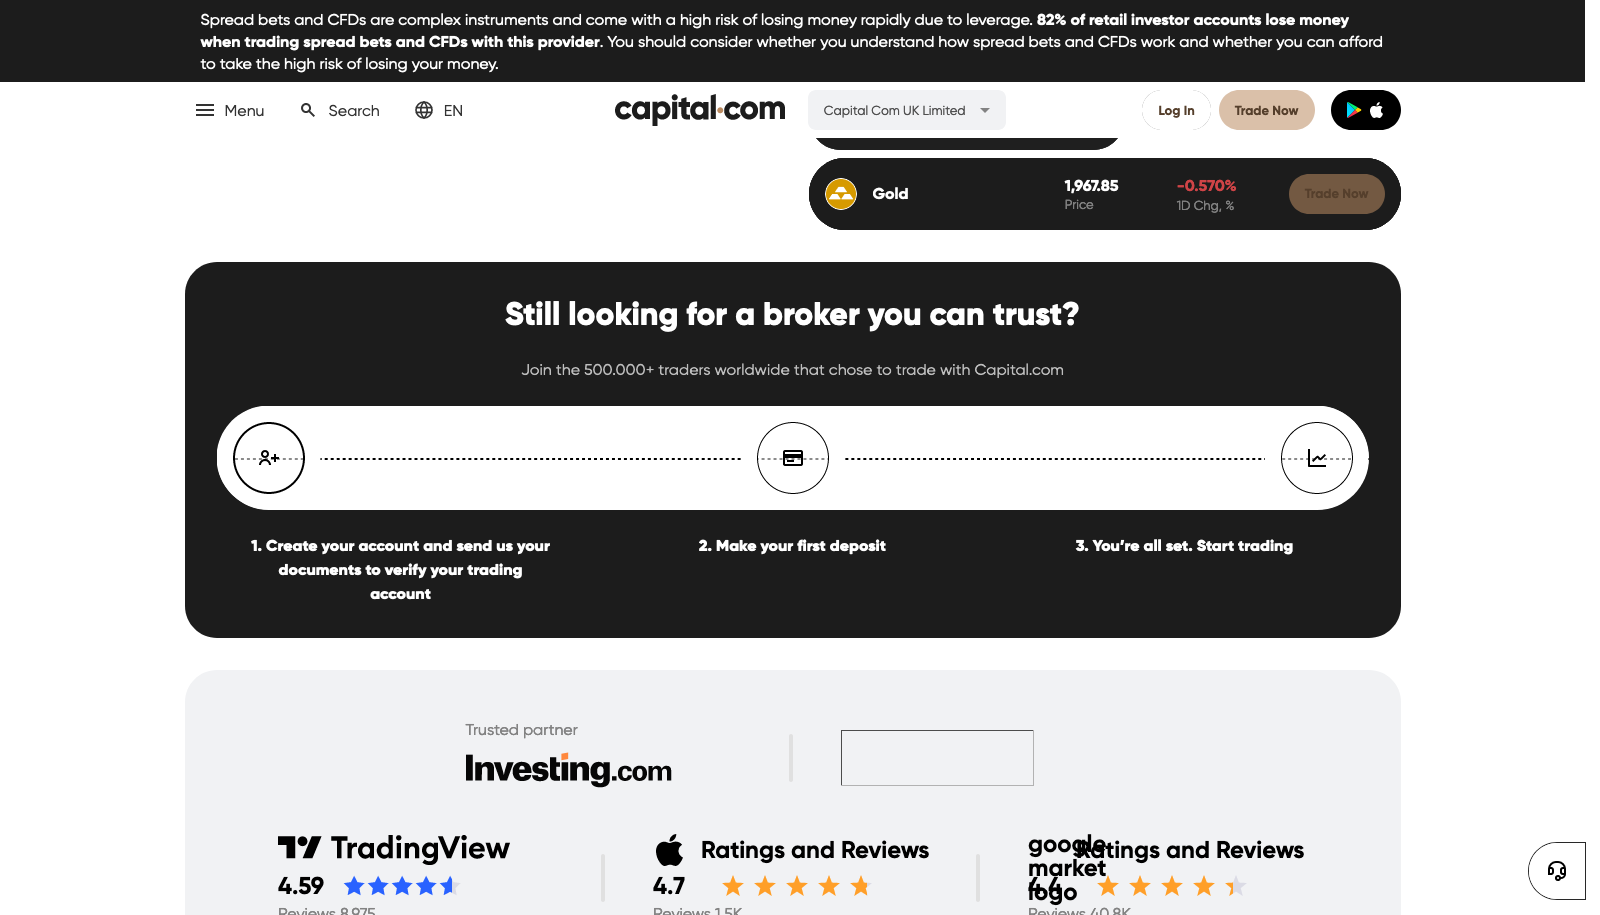 Spread bets and CFDs are complex instruments and come with a high risk of losing money rapidly due to leverage. 82% of retail investor accounts lose money
when trading spread bets and CFDs with this provider. You should consider whether you understand how spread bets and CFDs work and whether you can afford
to take the high risk of losing your money.
Menu
Search
EN
capital.com
Capital Com UK Limited
Log In
Trade Now
Gold
1,967.85
Price
-0.570%
1D Chg, %
Trade Now
Still looking for a broker you can trust?
Join the 500.000+ traders worldwide that chose to trade with Capital.com
1. Create your account and send us your
documents to verify your trading
account
2. Make your first deposit
3. You’re all set. Start trading
Trusted partner
Investing.com
TradingView
4.59
Reviews 8,975
Ratings and Reviews
4.7
Reviews 1.5K
google
market
logo
Ratings and Reviews
4.4
Reviews 40.8K